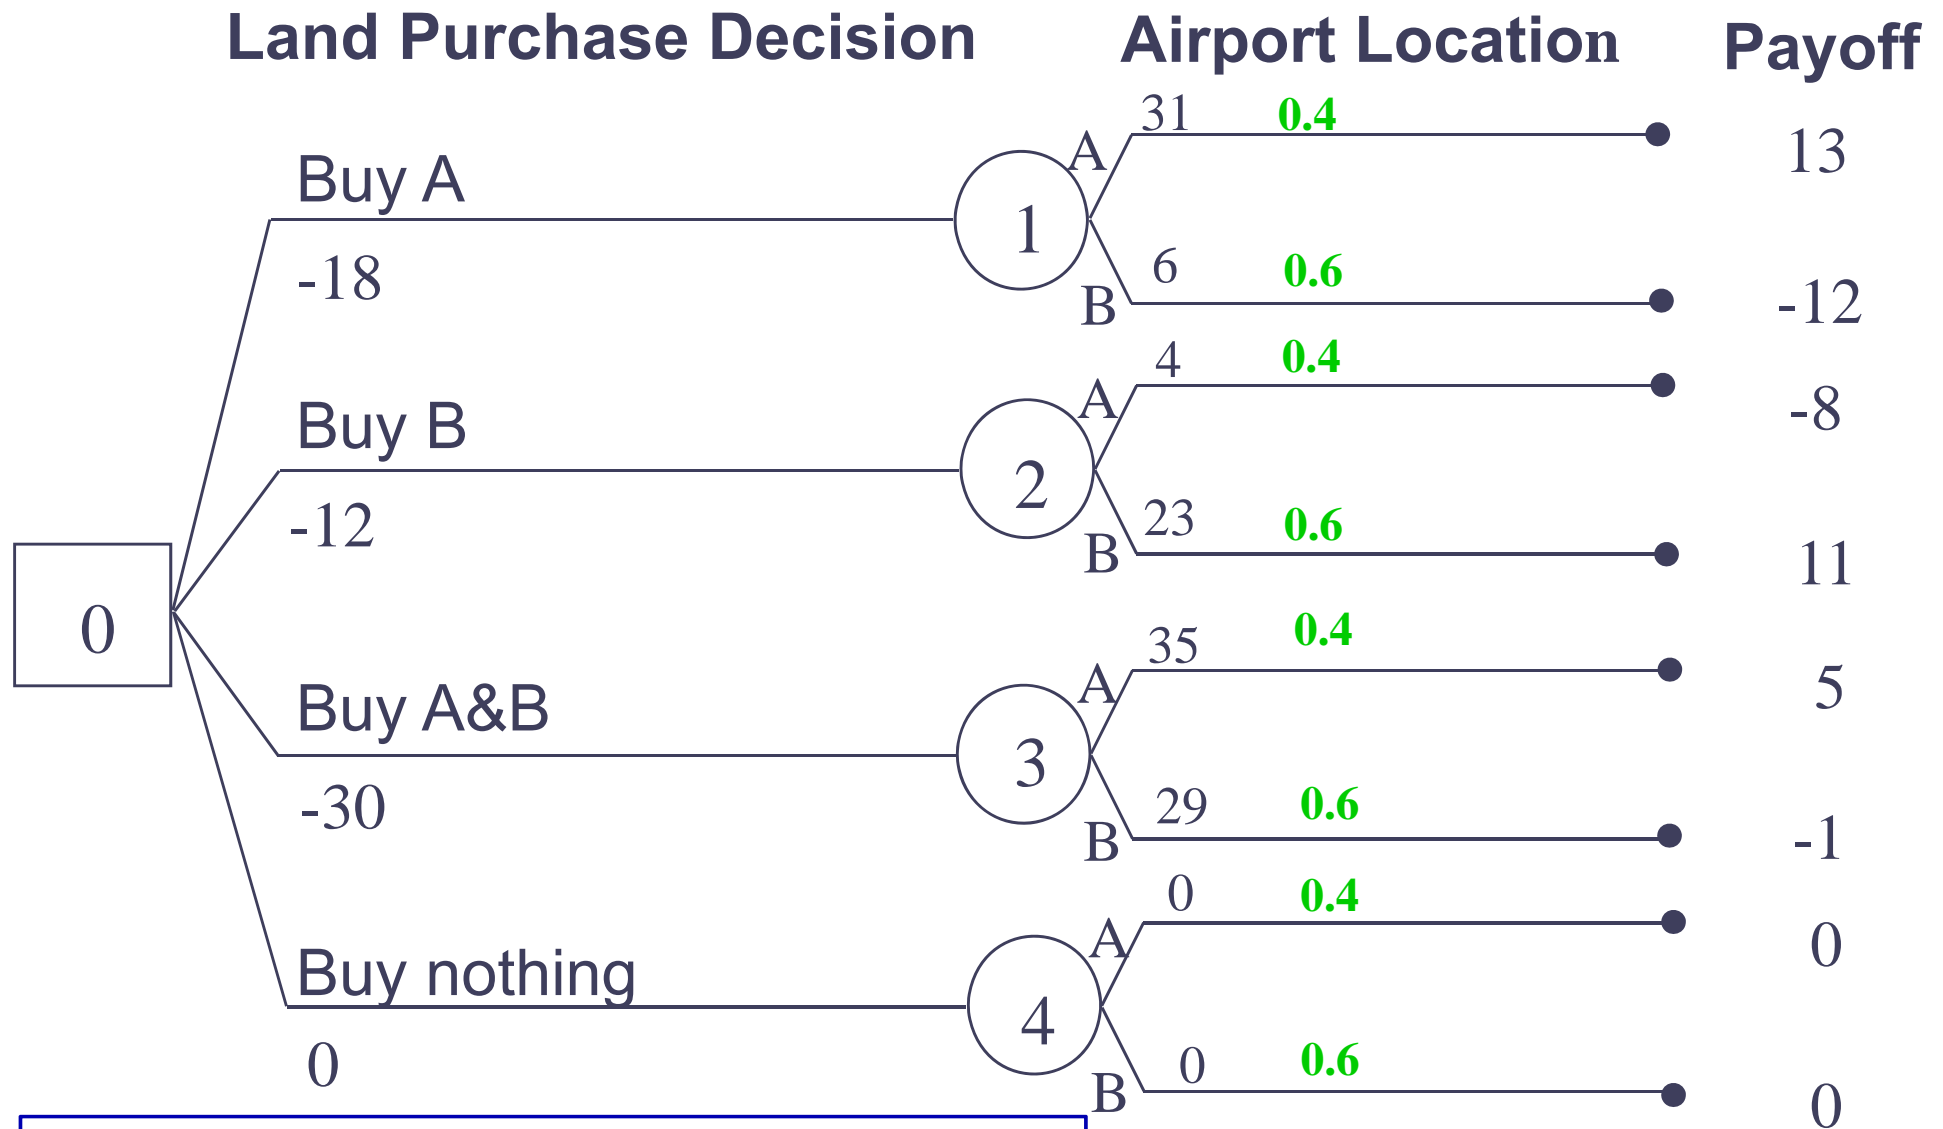 Land Purchase Decision Airport Location Payoff
31 0.4
A 13
Buy A
1
-18
6 0.6
B -12
4 0.4
A -8
Buy B
2
-12
23 0.6
B 11
0
35 0.4
A 5
Buy A&B
3
-30
29 0.6
B -1
0 0.4
A 0
Buy nothing
4
0
0 0.6
B 0